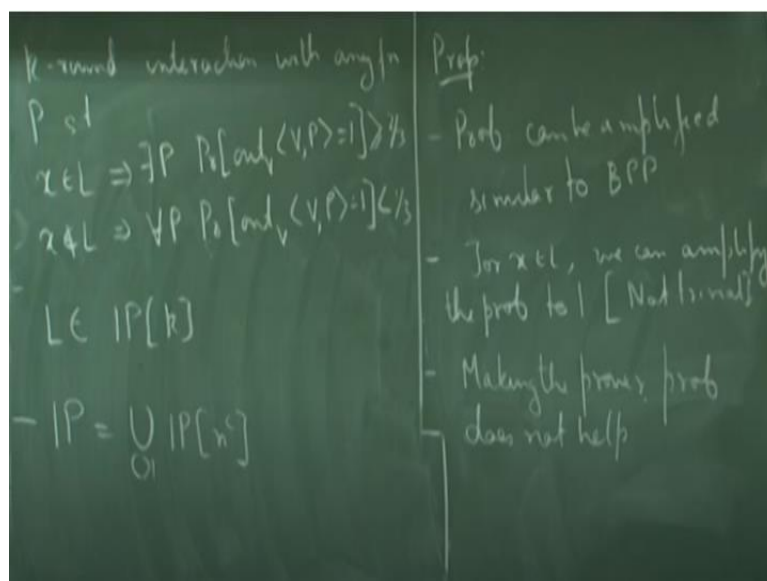 k-round interaction with any fn
P st
x ∈ L ⇒ ∃P Pr[out_v <V,P> = 1] ≥ 2/3
x ∉ L ⇒ ∀P Pr[out_v <V,P> = 1] < 1/3
L ∈ IP[k]
- IP = ∪ IP[n^c]
Prop:
- Prob can be amplified
similar to BPP
- For x ∈ L, we can amplify
the prob to 1 [Not trivial]
- Making the prover prob
does not help